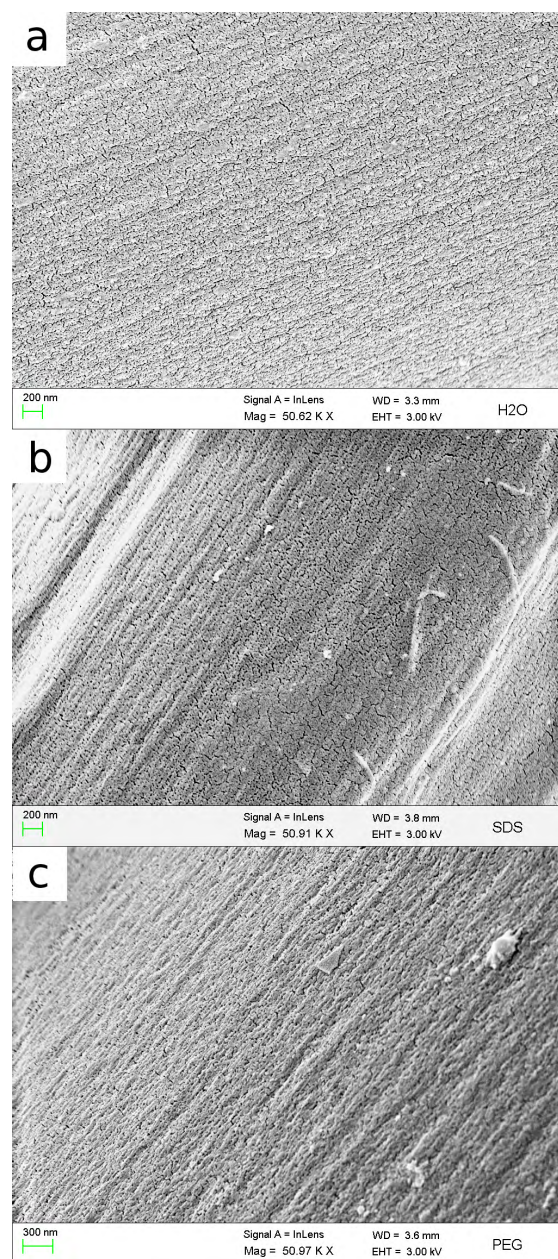 a
200 nm
Signal A = InLens
WD = 3.3 mm
Mag = 50.62 K X
EHT = 3.00 kV
H2O
b
200 nm
Signal A = InLens
WD = 3.8 mm
Mag = 50.91 K X
EHT = 3.00 kV
SDS
c
300 nm
Signal A = InLens
WD = 3.6 mm
Mag = 50.97 K X
EHT = 3.00 kV
PEG